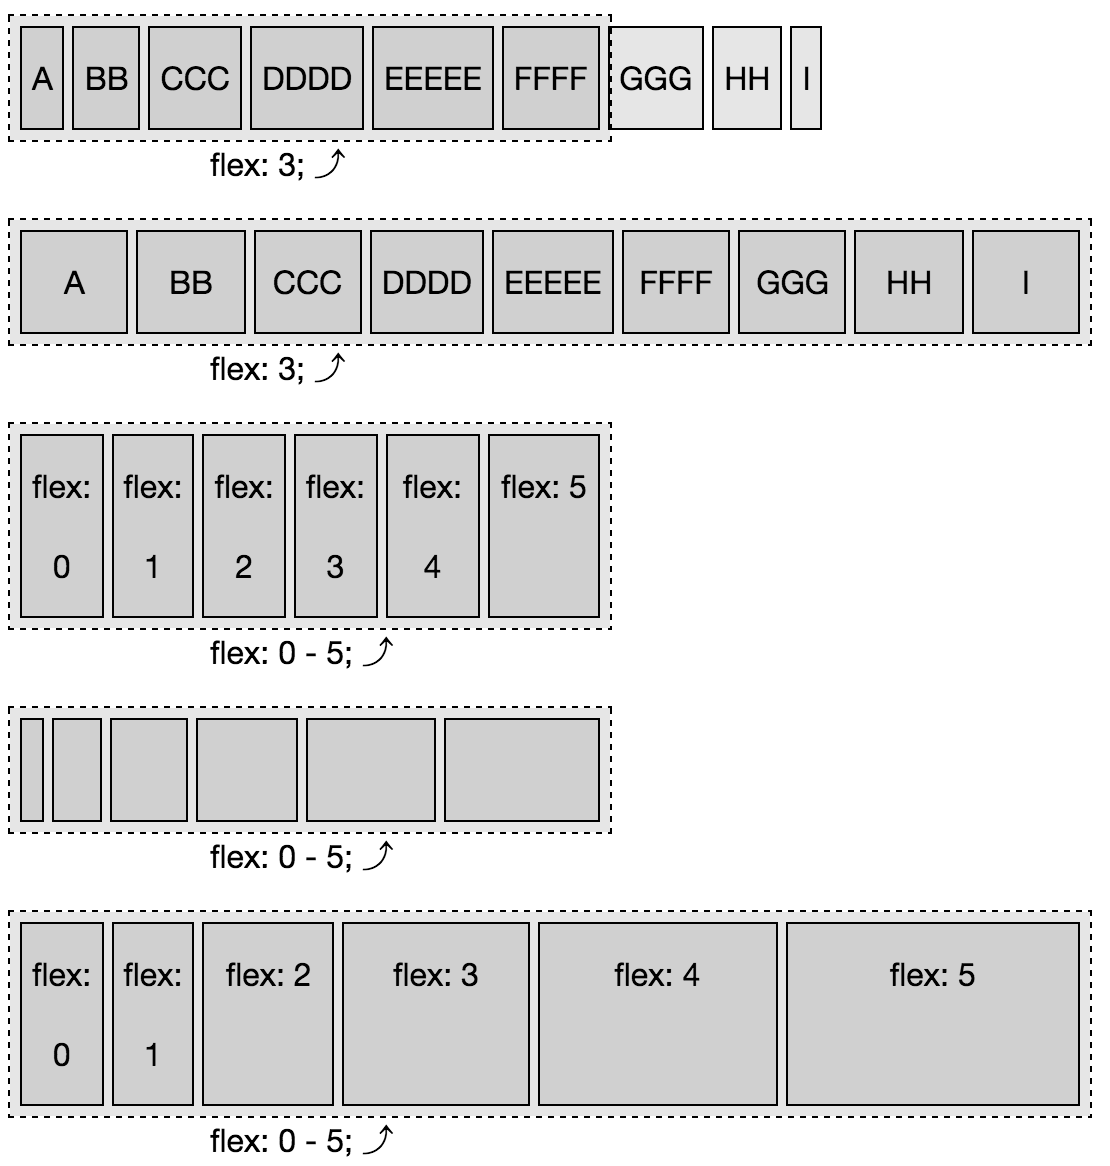 A BB CCC DDDD EEEEE FFFF GGG HH I
flex: 3; ⤴
A BB CCC DDDD EEEEE FFFF GGG HH I
flex: 3; ⤴
flex: flex: flex: flex: flex: flex: 5
0 1 2 3 4
flex: 0 - 5; ⤴
flex: 0 - 5; ⤴
flex: flex: flex: 2 flex: 3 flex: 4 flex: 5
0 1
flex: 0 - 5; ⤴